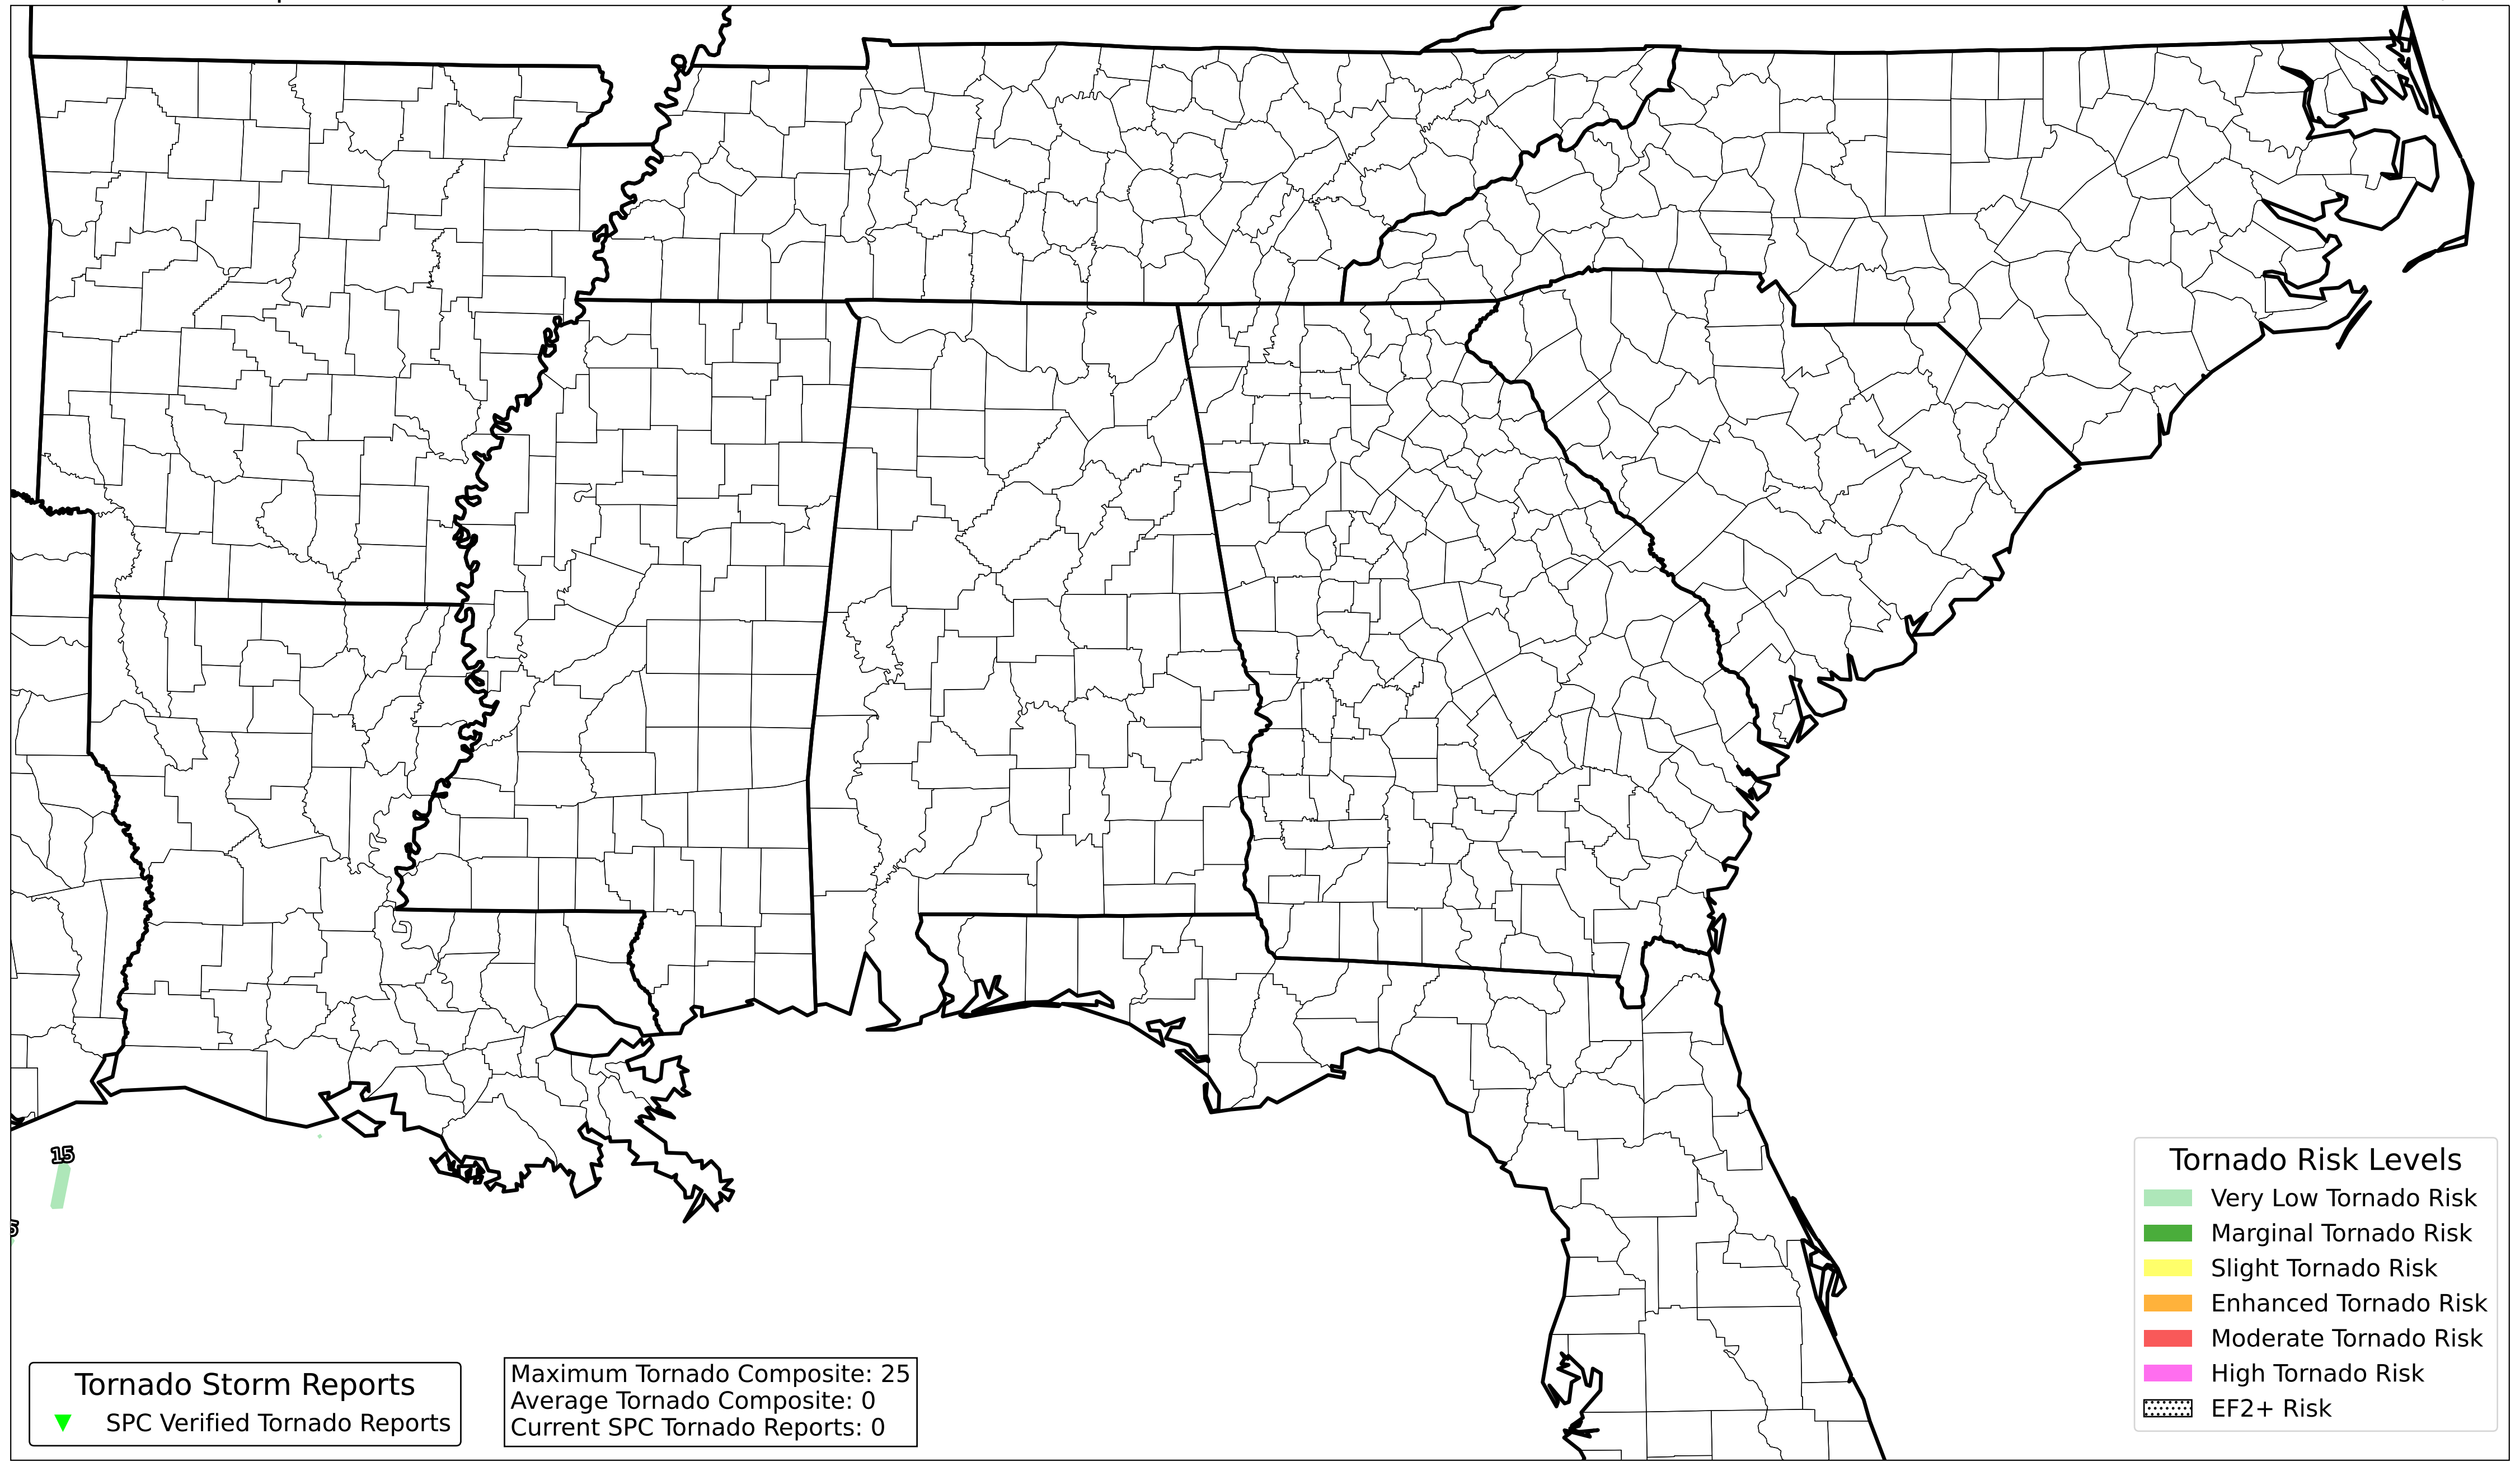 15
Tornado Risk Levels
Very Low Tornado Risk
Marginal Tornado Risk
Slight Tornado Risk
Enhanced Tornado Risk
Moderate Tornado Risk
High Tornado Risk
EF2+ Risk
Tornado Storm Reports
SPC Verified Tornado Reports
Maximum Tornado Composite: 25
Average Tornado Composite: 0
Current SPC Tornado Reports: 0